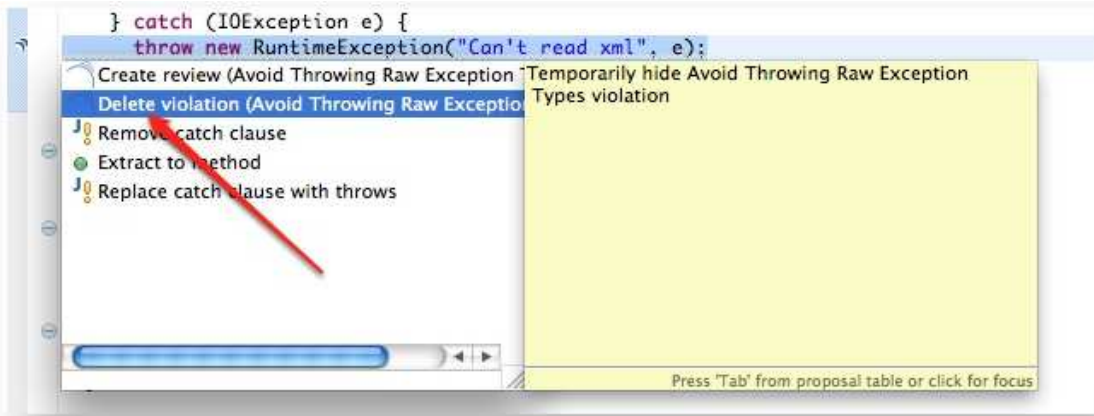 } catch (IOException e) {
throw new RuntimeException("Can't read xml", e);
Create review (Avoid Throwing Raw Exception
Delete violation (Avoid Throwing Raw Exceptio
Remove catch clause
Extract to method
Replace catch clause with throws
Temporarily hide Avoid Throwing Raw Exception
Types violation
Press 'Tab' from proposal table or click for focus